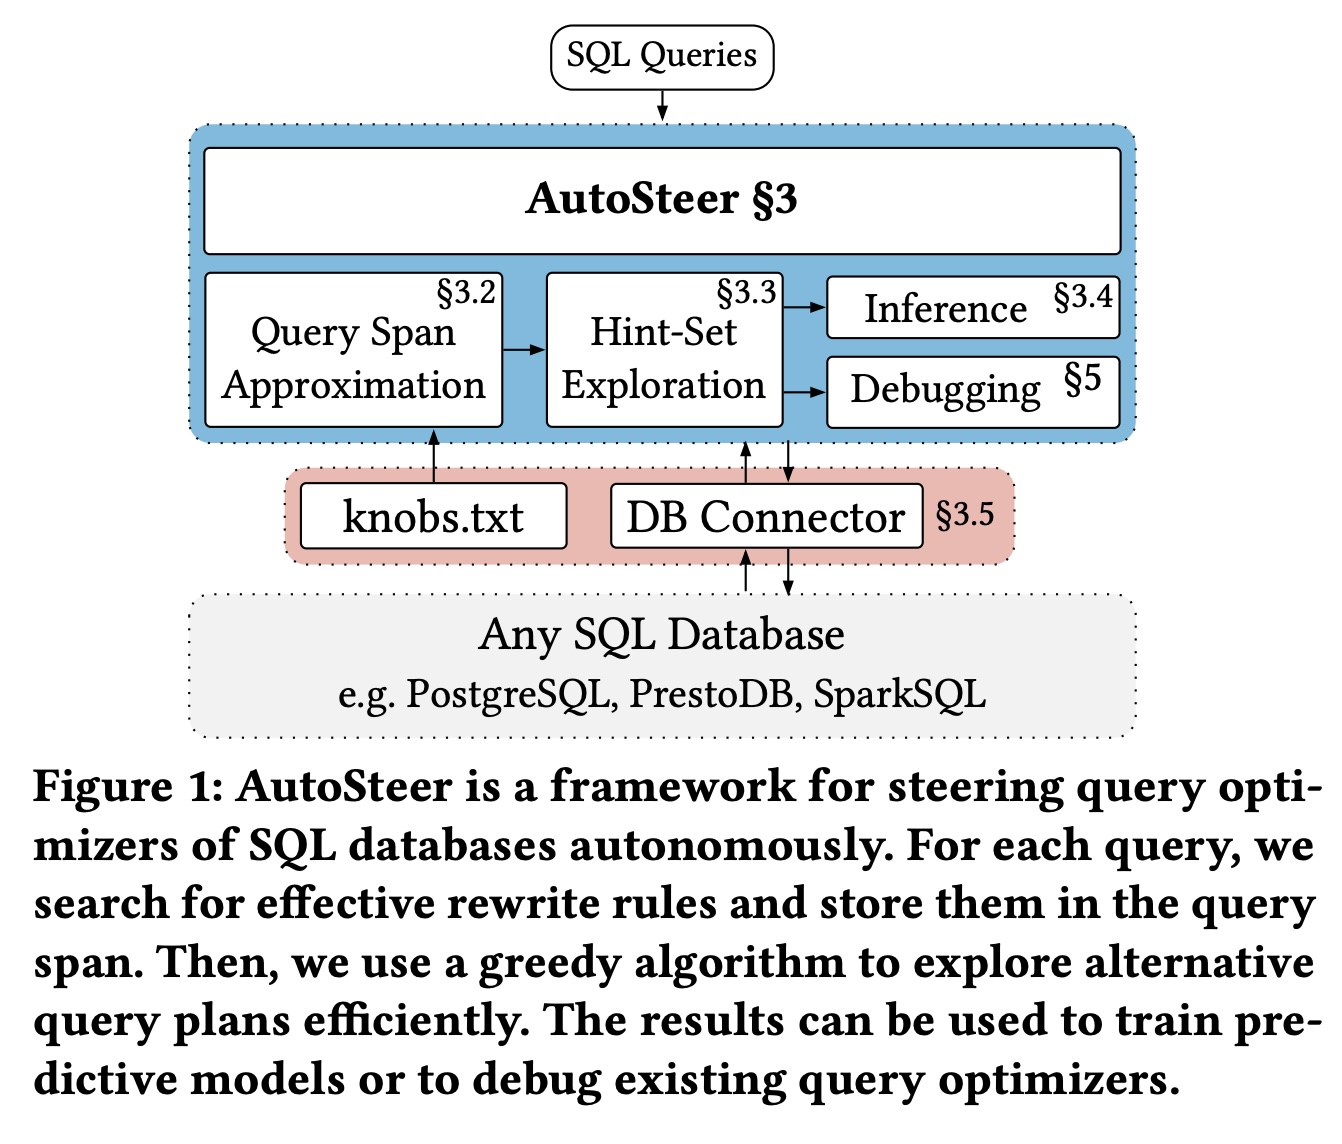 SQL Queries
AutoSteer §3
§3.2
Query Span
Approximation
§3.3
Hint-Set
Exploration
Inference §3.4
Debugging §5
knobs.txt
DB Connector §3.5
Any SQL Database
e.g. PostgreSQL, PrestoDB, SparkSQL
Figure 1: AutoSteer is a framework for steering query opti-
mizers of SQL databases autonomously. For each query, we
search for effective rewrite rules and store them in the query
span. Then, we use a greedy algorithm to explore alternative
query plans efficiently. The results can be used to train pre-
dictive models or to debug existing query optimizers.